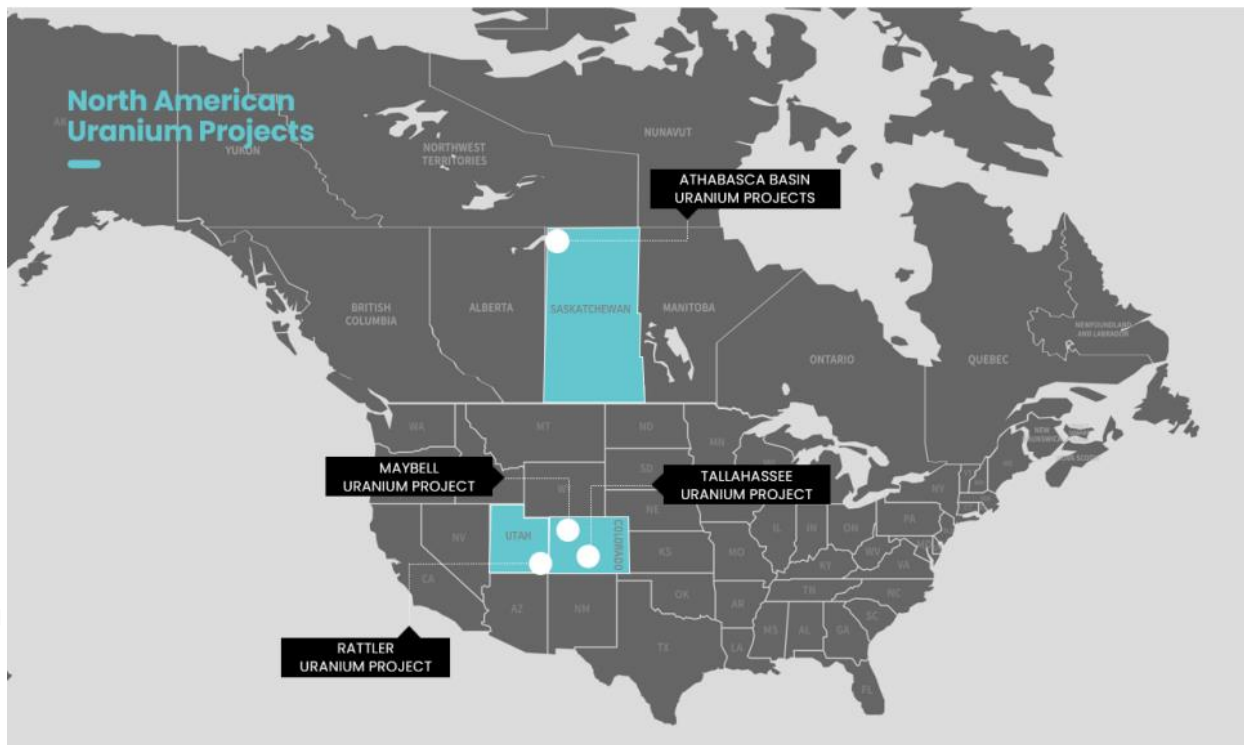 North American
Uranium Projects
AK
YUKON
NORTHWEST
TERRITORIES
NUNAVUT
ATHABASCA BASIN
URANIUM PROJECTS
BRITISH
COLUMBIA
ALBERTA
SASKATCHEWAN
MANITOBA
ONTARIO
QUEBEC
NEWFOUNDLAND
AND LABRADOR
WA
MT
ND
MN
SD
WY
MAYBELL
URANIUM PROJECT
TALLAHASSEE
URANIUM PROJECT
NEW
NE
NV
UTAH
COLORADO
CA
KS
MO
IL
IN
OH
PA
NY
WV
VA
KY
TN
NC
SC
AZ
NM
OK
AR
TX
LA
MS
AL
GA
FL
RATTLER
URANIUM PROJECT